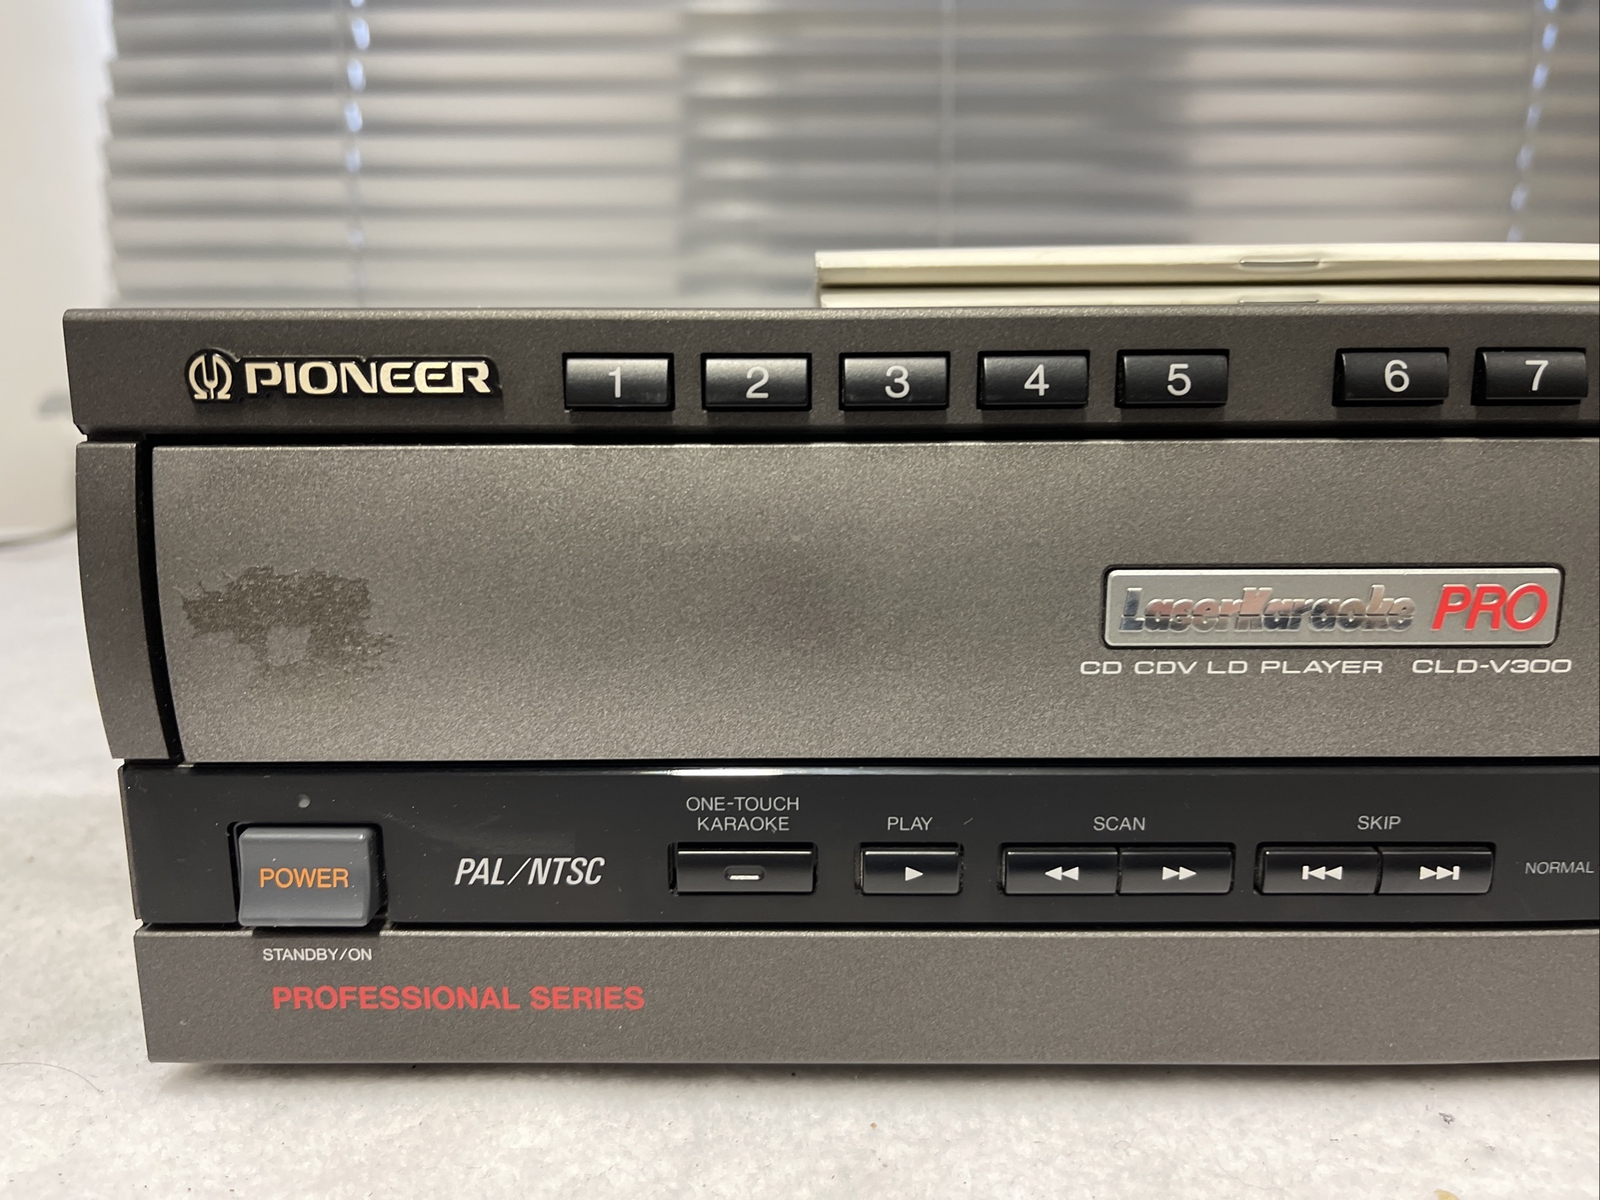 PIONEER 1 2 3 4 5 6 7
LaserKaraoke PRO
CD CDV LD PLAYER CLD-V300
ONE-TOUCH
KARAOKE
PLAY
SCAN
SKIP
POWER
PAL/NTSC
NORMAL
STANDBY/ON
PROFESSIONAL SERIES